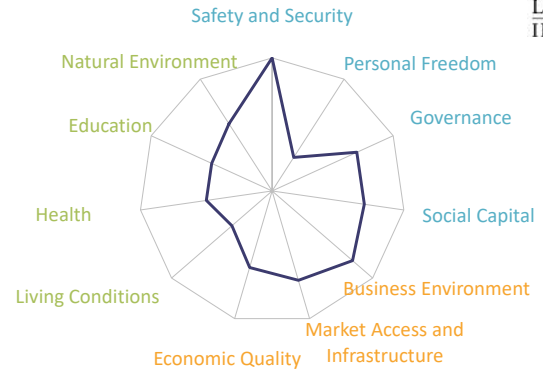 Safety and Security
Personal Freedom
Governance
Social Capital
Business Environment
Market Access and
Infrastructure
Economic Quality
Living Conditions
Health
Education
Natural Environment